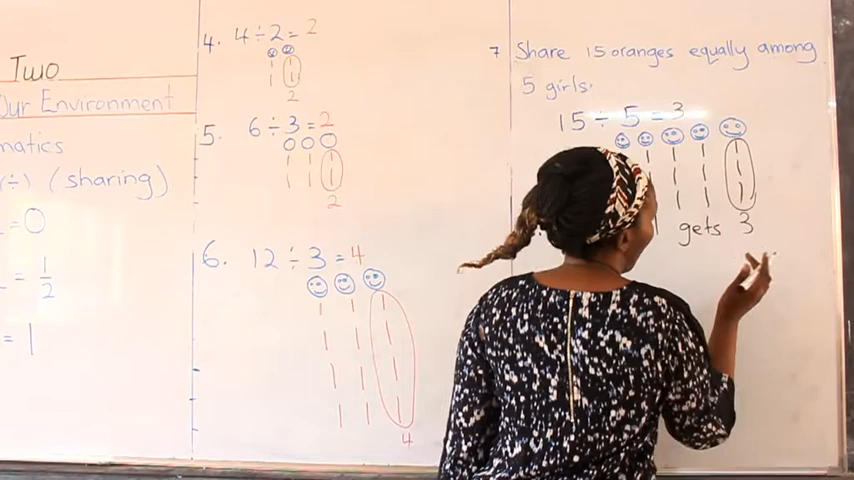 Two
Our Environment
matics
(÷) (sharing)
= 0
= 1/2
= 1
4. 4 ÷ 2 = 2
2
5. 6 ÷ 3 = 2
2
6. 12 ÷ 3 = 4
4
7 Share 15 oranges equally among
5 girls.
15 ÷ 5 = 3
gets 3